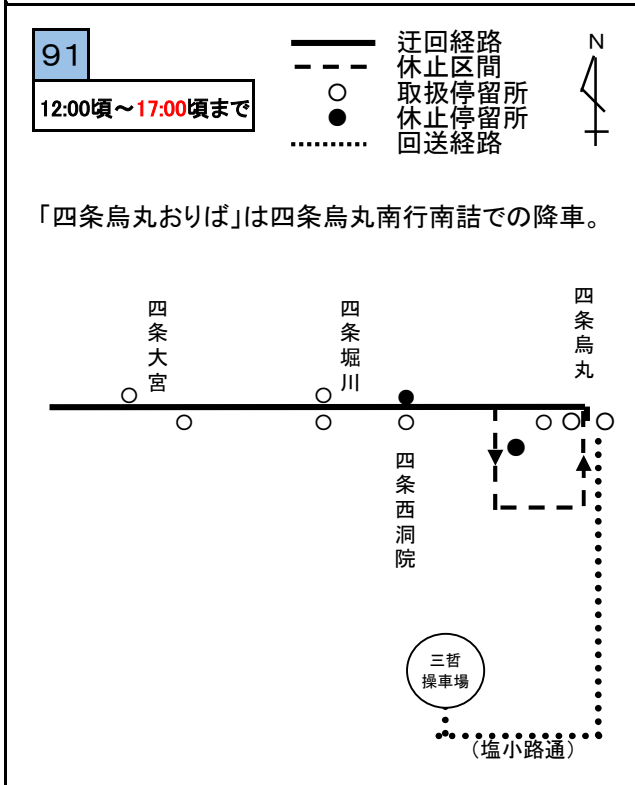 91
12:00頃～17:00頃まで
迂回経路
休止区間
取扱停留所
休止停留所
回送経路
N
「四条烏丸おりば」は四条烏丸南行南詰での降車。
四条大宮
四条堀川
四条烏丸
四条西洞院
三哲
操車場
（塩小路通）